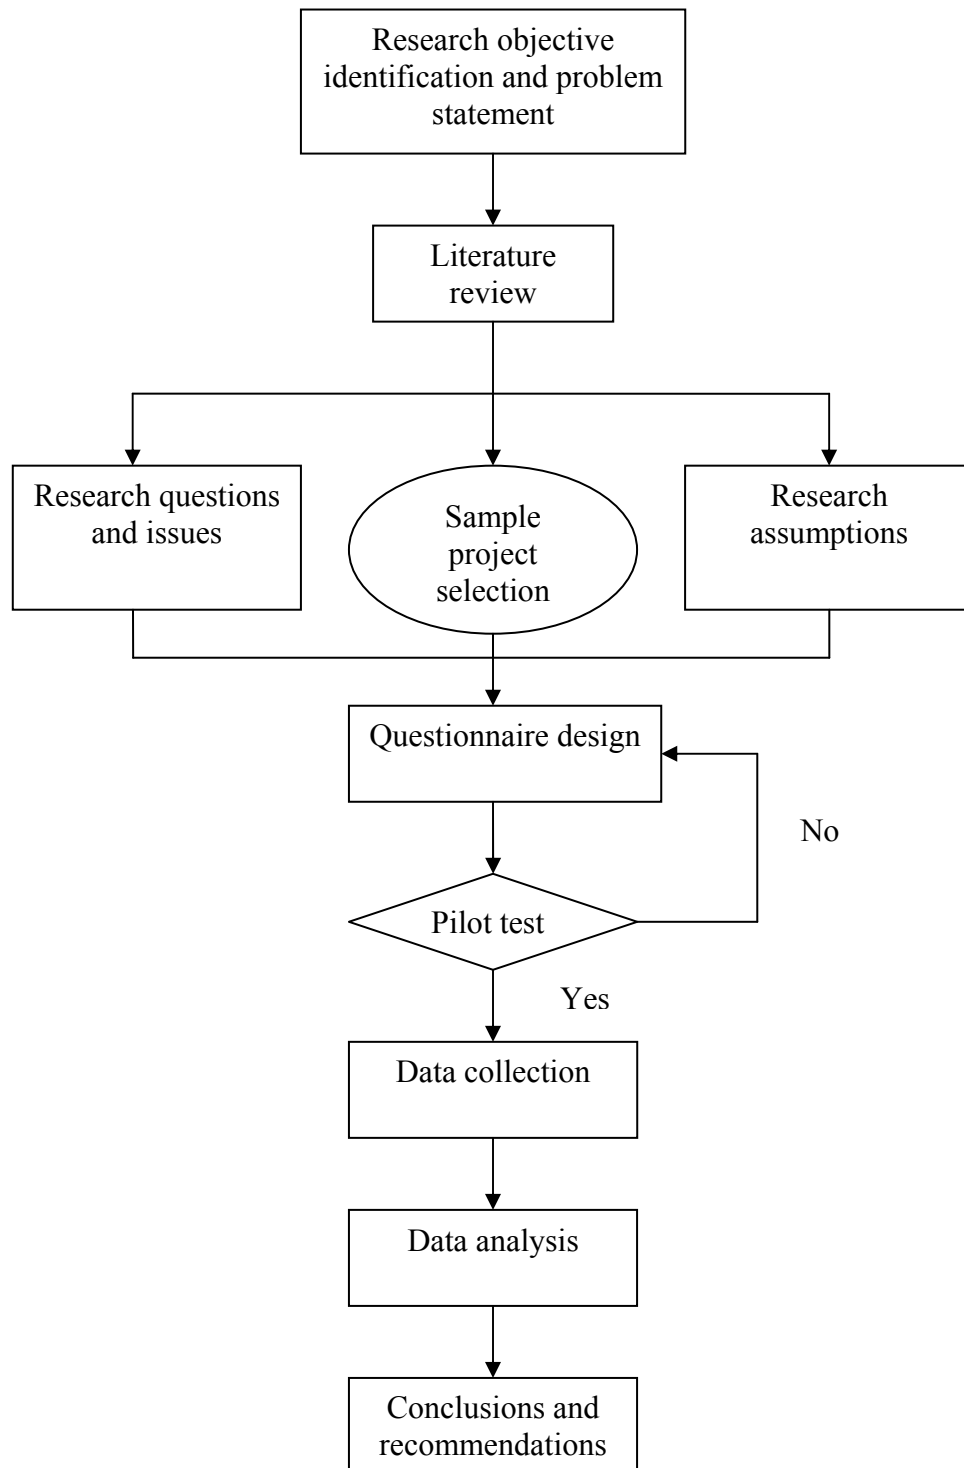 Research objective
identification and problem
statement
Literature
review
Research questions
and issues
Sample
project
selection
Research
assumptions
Questionnaire design
No
Pilot test
Yes
Data collection
Data analysis
Conclusions and
recommendations